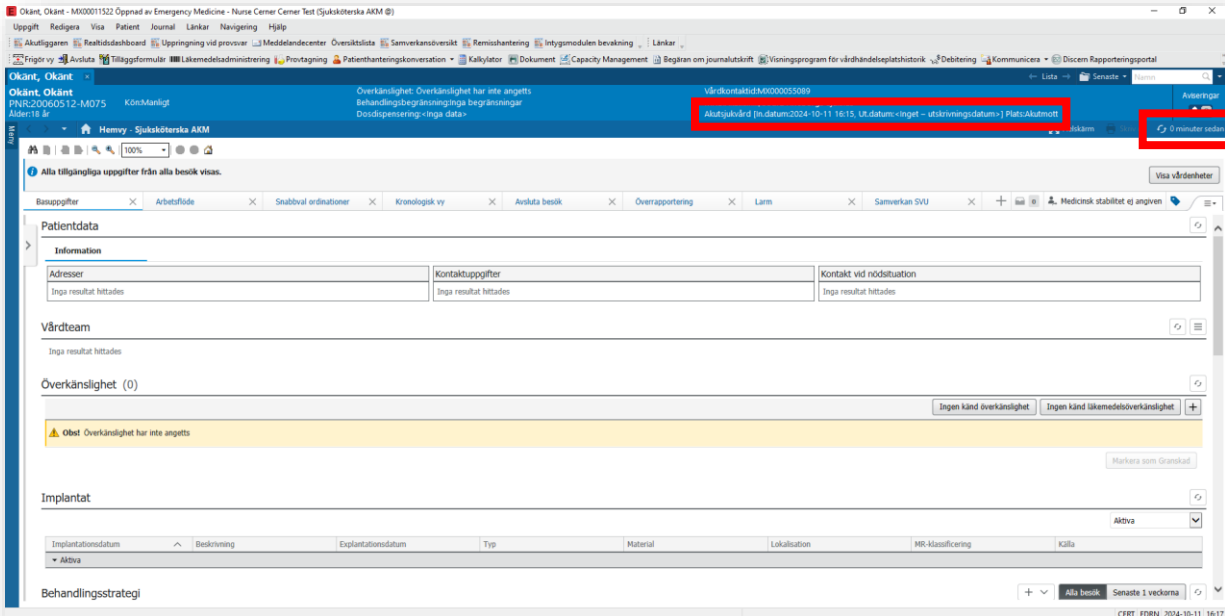 Okänt, Okänt - MX00011522 Öppnad av Emergency Medicine - Nurse Cerner Cerner Test (Sjuksköterska AKM @)
Uppgift Redigera Visa Patient Journal Länkar Navigering Hjälp
Akutliggaren Realtidsdashboard Uppringning vid provsvar Meddelandecenter Översiktslista Samverkansöversikt Remisshantering Intygsmodulen bevakning Länkar
Frigör vy Avsluta Tilläggsformulär Läkemedelsadministrering Provtagning Patienthanteringskonversation Kalkylator Dokument Capacity Management Begäran om journalutskrift Visningsprogram för vårdhändelseplatshistorik Debitering Kommunicera Discern Rapporteringsportal
Okänt, Okänt × Lista Senaste Namn
Okänt, Okänt Överkänslighet: Överkänslighet har inte angetts Vårdkontaktid:MX000055089
PNR:20060512-M075 Kön:Manligt Behandlingsbegränsning:Inga begränsningar Aviseringar
Ålder:18 år Dosdispensering:<Inga data> Akutsjukvård [In.datum:2024-10-11 16:15, Ut.datum:<Inget – utskrivningsdatum>] Plats:Akutmott
Meny Hemvy - Sjuksköterska AKM 0 minuter sedan
100%
Alla tillgängliga uppgifter från alla besök visas. Visa vårdenheter
Basuppgifter Arbetsflöde Snabbval ordinationer Kronologisk vy Avsluta besök Överrapportering Larm Samverkan SVU 0 Medicinsk stabilitet ej angiven
Patientdata
Information
Adresser Kontaktuppgifter Kontakt vid nödsituation
Inga resultat hittades Inga resultat hittades Inga resultat hittades
Vårdteam
Inga resultat hittades
Överkänslighet (0)
Ingen känd överkänslighet Ingen känd läkemedelsöverkänslighet +
Obs! Överkänslighet har inte angetts
Markera som Granskad
Implantat
Aktiva
Implantationsdatum Beskrivning Explantationsdatum Typ Material Lokalisation MR-klassificering Källa
Aktiva
Behandlingsstrategi + Alla besök Senaste 1 veckorna
CERT EDRN 2024-10-11 16:17